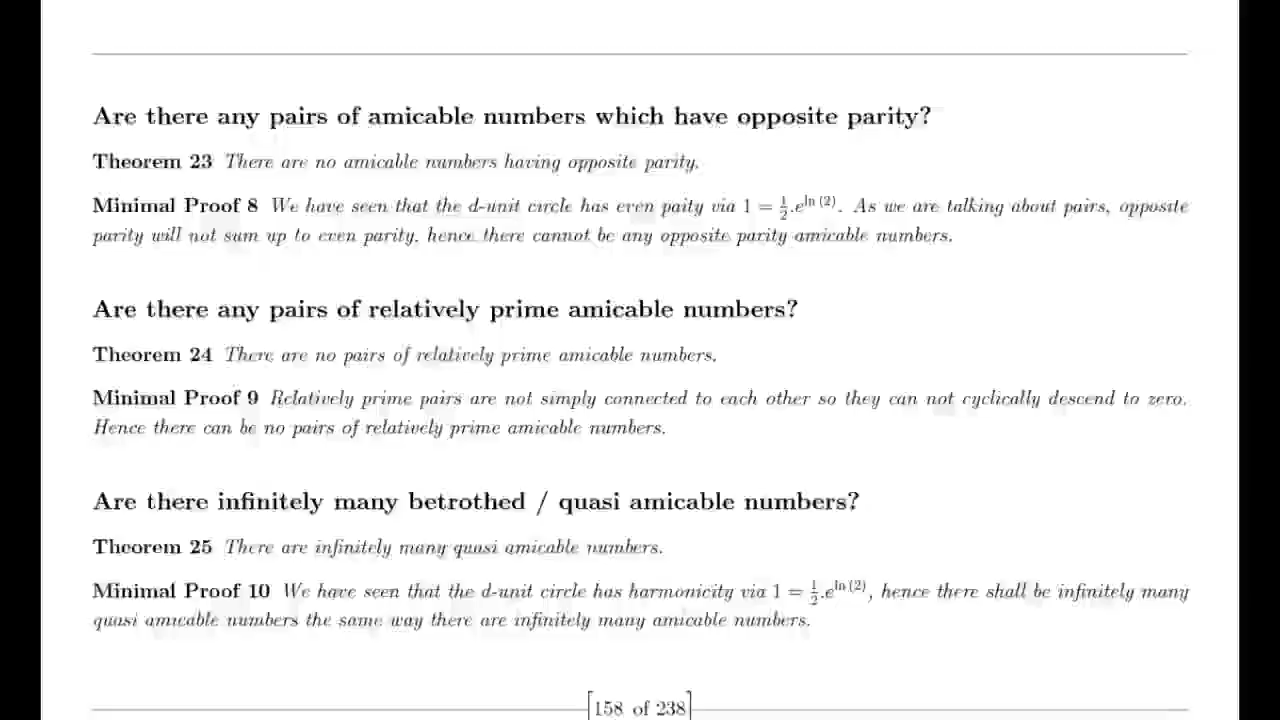 Are there any pairs of amicable numbers which have opposite parity?
Theorem 23 There are no amicable numbers having opposite parity.
Minimal Proof 8 We have seen that the d-unit circle has even paity via 1 = 1/2.e^ln (2). As we are talking about pairs, opposite
parity will not sum up to even parity. hence there cannot be any opposite parity amicable numbers.
Are there any pairs of relatively prime amicable numbers?
Theorem 24 There are no pairs of relatively prime amicable numbers.
Minimal Proof 9 Relatively prime pairs are not simply connected to each other so they can not cyclically descend to zero.
Hence there can be no pairs of relatively prime amicable numbers.
Are there infinitely many betrothed / quasi amicable numbers?
Theorem 25 There are infinitely many quasi amicable numbers.
Minimal Proof 10 We have seen that the d-unit circle has harmonicity via 1 = 1/2.e^ln (2), hence there shall be infinitely many
quasi amicable numbers the same way there are infinitely many amicable numbers.
[158 of 238]